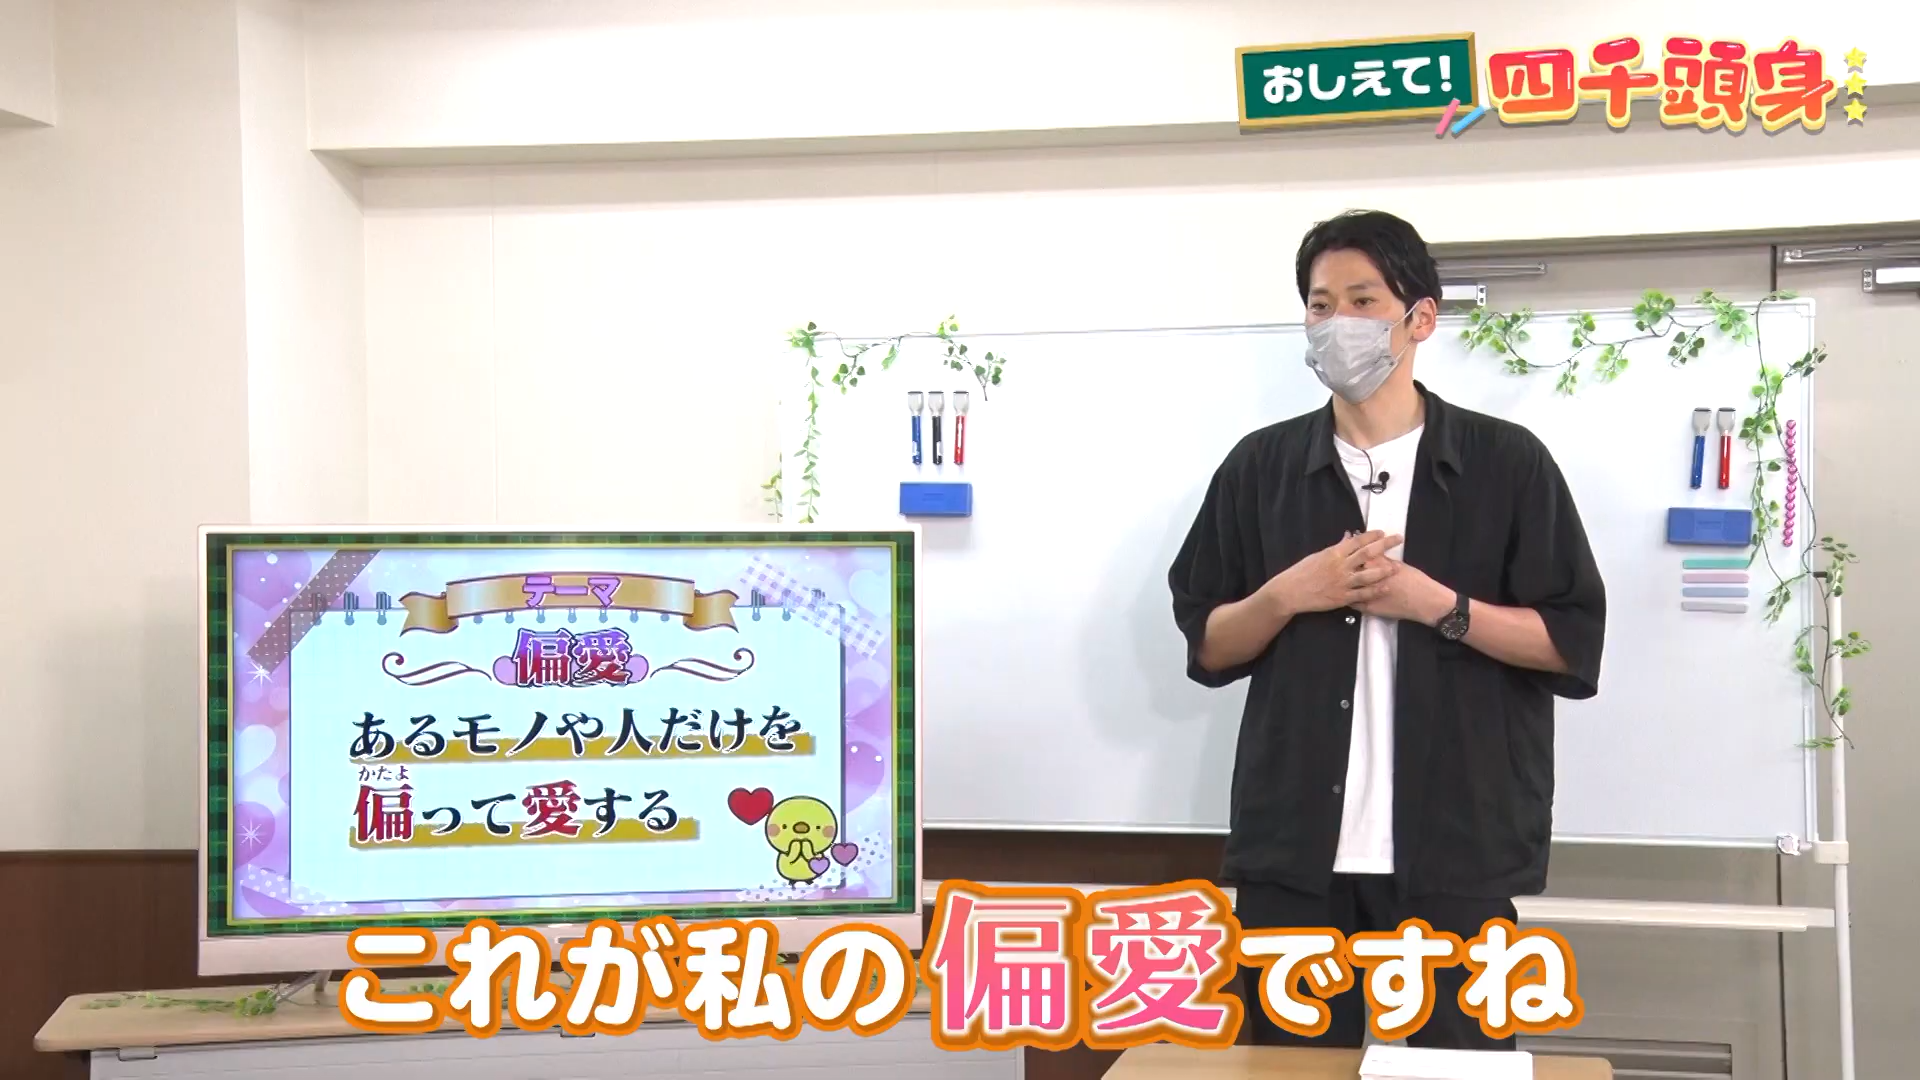 おしえて! 四千頭身
テーマ
偏愛
あるモノや人だけを
かたよ
偏って愛する
これが私の偏愛ですね